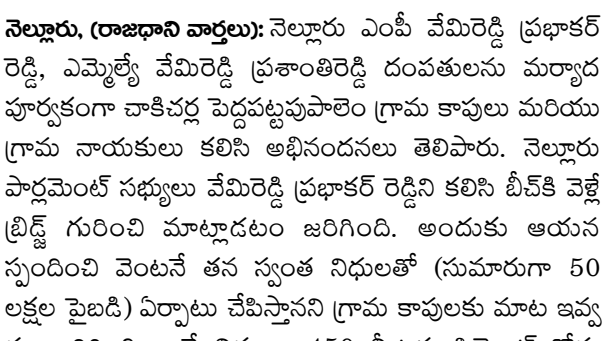 నెల్లూరు, (రాజధాని వార్తలు): నెల్లూరు ఎంపీ వేమిరెడ్డి ప్రభాకర్
రెడ్డి, ఎమ్మెల్యే వేమిరెడ్డి ప్రశాంతిరెడ్డి దంపతులను మర్యాద
పూర్వకంగా చాకిచర్ల పెద్దపట్టపుపాలెం గ్రామ కాపులు మరియు
గ్రామ నాయకులు కలిసి అభినందనలు తెలిపారు. నెల్లూరు
పార్లమెంట్ సభ్యులు వేమిరెడ్డి ప్రభాకర్ రెడ్డిని కలిసి బీచ్‌కి వెళ్లే
బ్రిడ్జ్ గురించి మాట్లాడటం జరిగింది. అందుకు ఆయన
స్పందించి వెంటనే తన స్వంత నిధులతో (సుమారుగా 50
లక్షల పైబడి) ఏర్పాటు చేపిస్తానని గ్రామ కాపులకు మాట ఇవ్వ